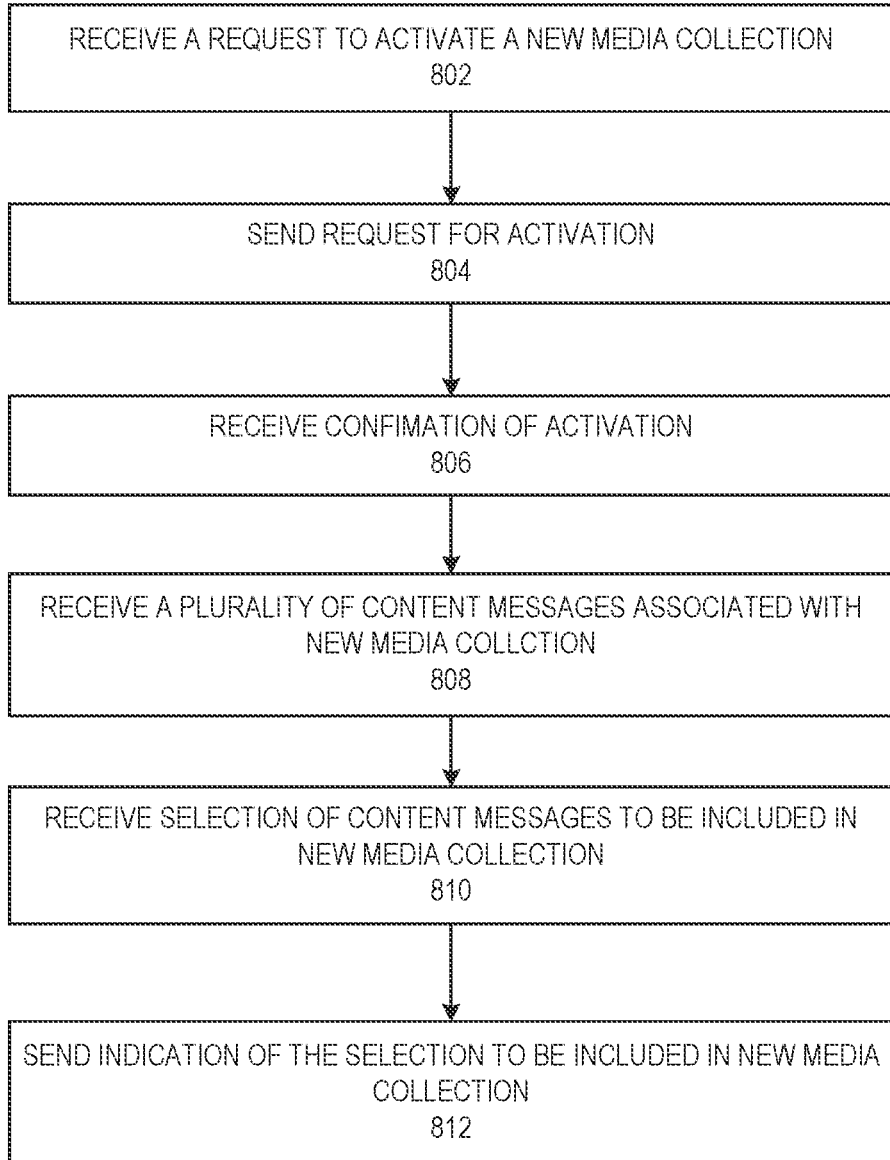 RECEIVE A REQUEST TO ACTIVATE A NEW MEDIA COLLECTION
802
SEND REQUEST FOR ACTIVATION
804
RECEIVE CONFIMATION OF ACTIVATION
806
RECEIVE A PLURALITY OF CONTENT MESSAGES ASSOCIATED WITH
NEW MEDIA COLLCTION
808
RECEIVE SELECTION OF CONTENT MESSAGES TO BE INCLUDED IN
NEW MEDIA COLLECTION
810
SEND INDICATION OF THE SELECTION TO BE INCLUDED IN NEW MEDIA
COLLECTION
812